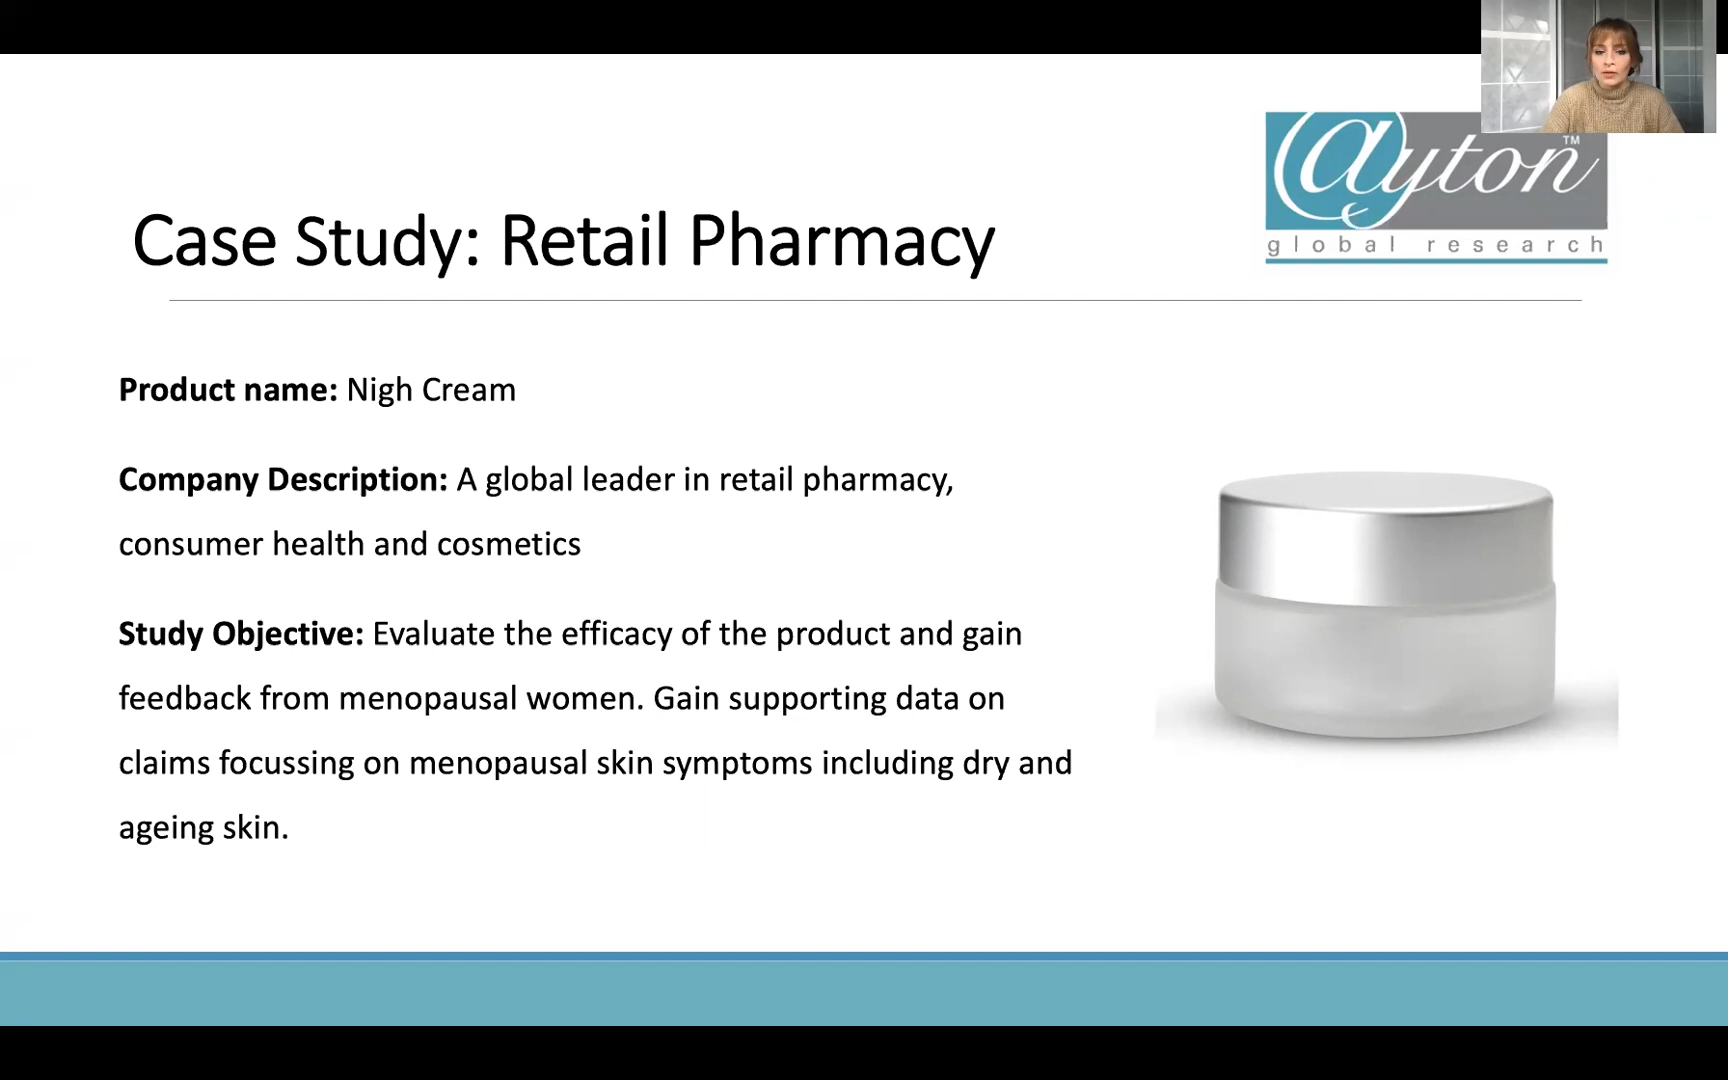 @yton™
global research
Case Study: Retail Pharmacy
Product name: Nigh Cream
Company Description: A global leader in retail pharmacy,
consumer health and cosmetics
Study Objective: Evaluate the efficacy of the product and gain
feedback from menopausal women. Gain supporting data on
claims focussing on menopausal skin symptoms including dry and
ageing skin.